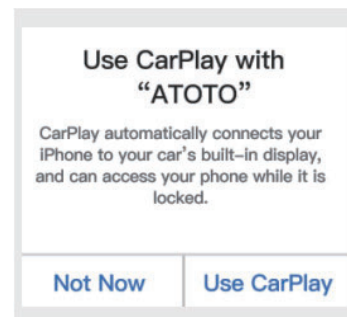 Use CarPlay with
“ATOTO”
CarPlay automatically connects your
iPhone to your car’s built-in display,
and can access your phone while it is
locked.
Not Now
Use CarPlay